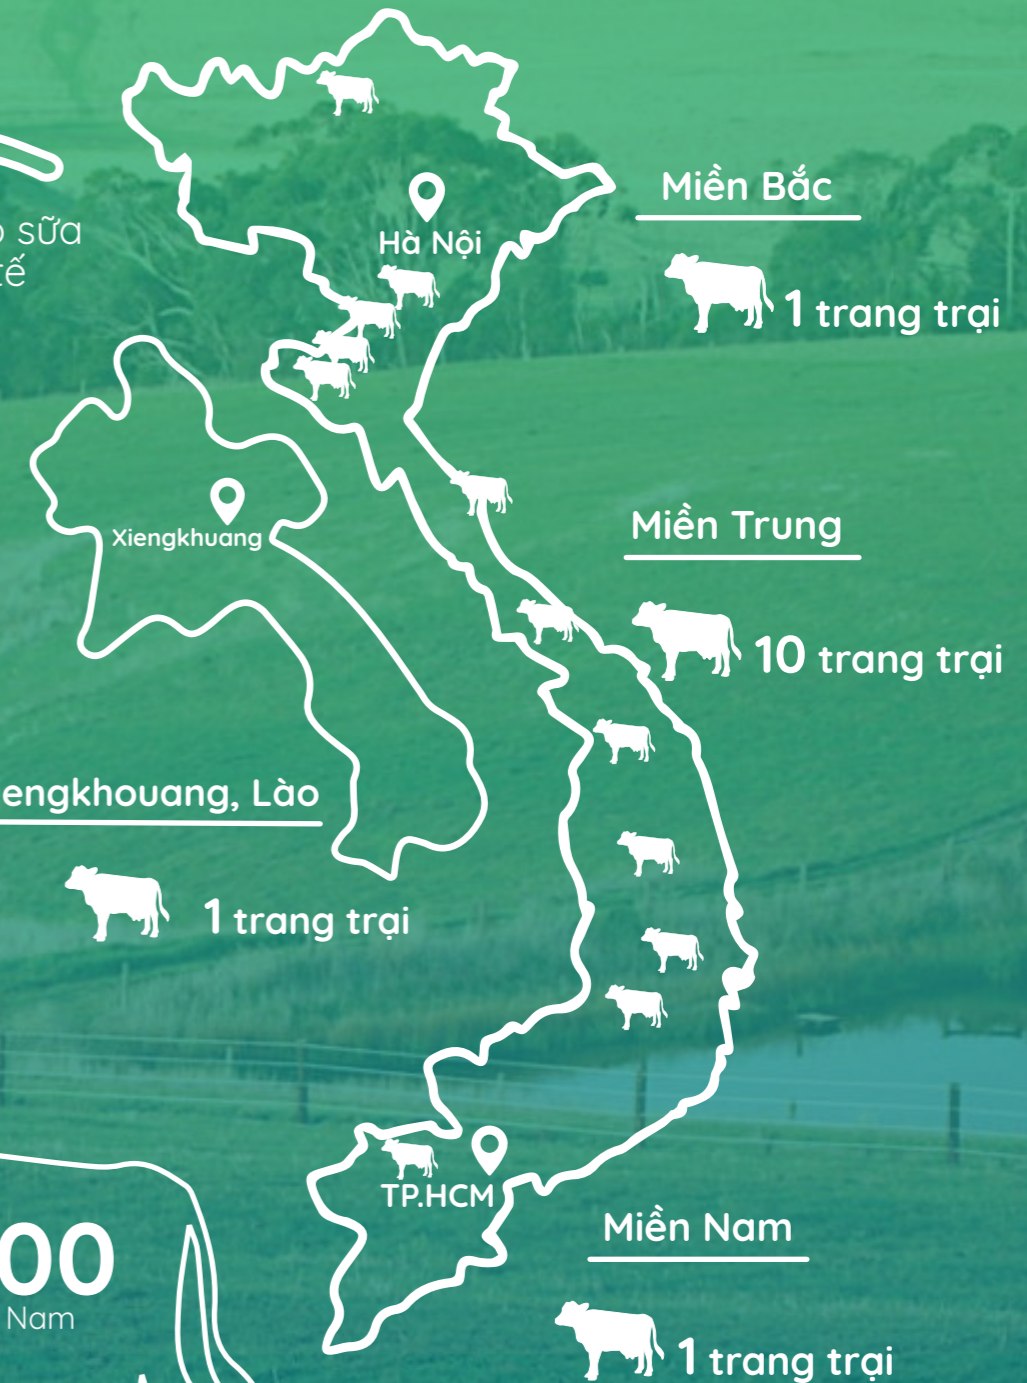 sữa
tế
Hà Nội
Miền Bắc
1 trang trại
Xiengkhuang
Miền Trung
10 trang trại
engkhouang, Lào
1 trang trại
TP.HCM
00
Nam
Miền Nam
1 trang trại